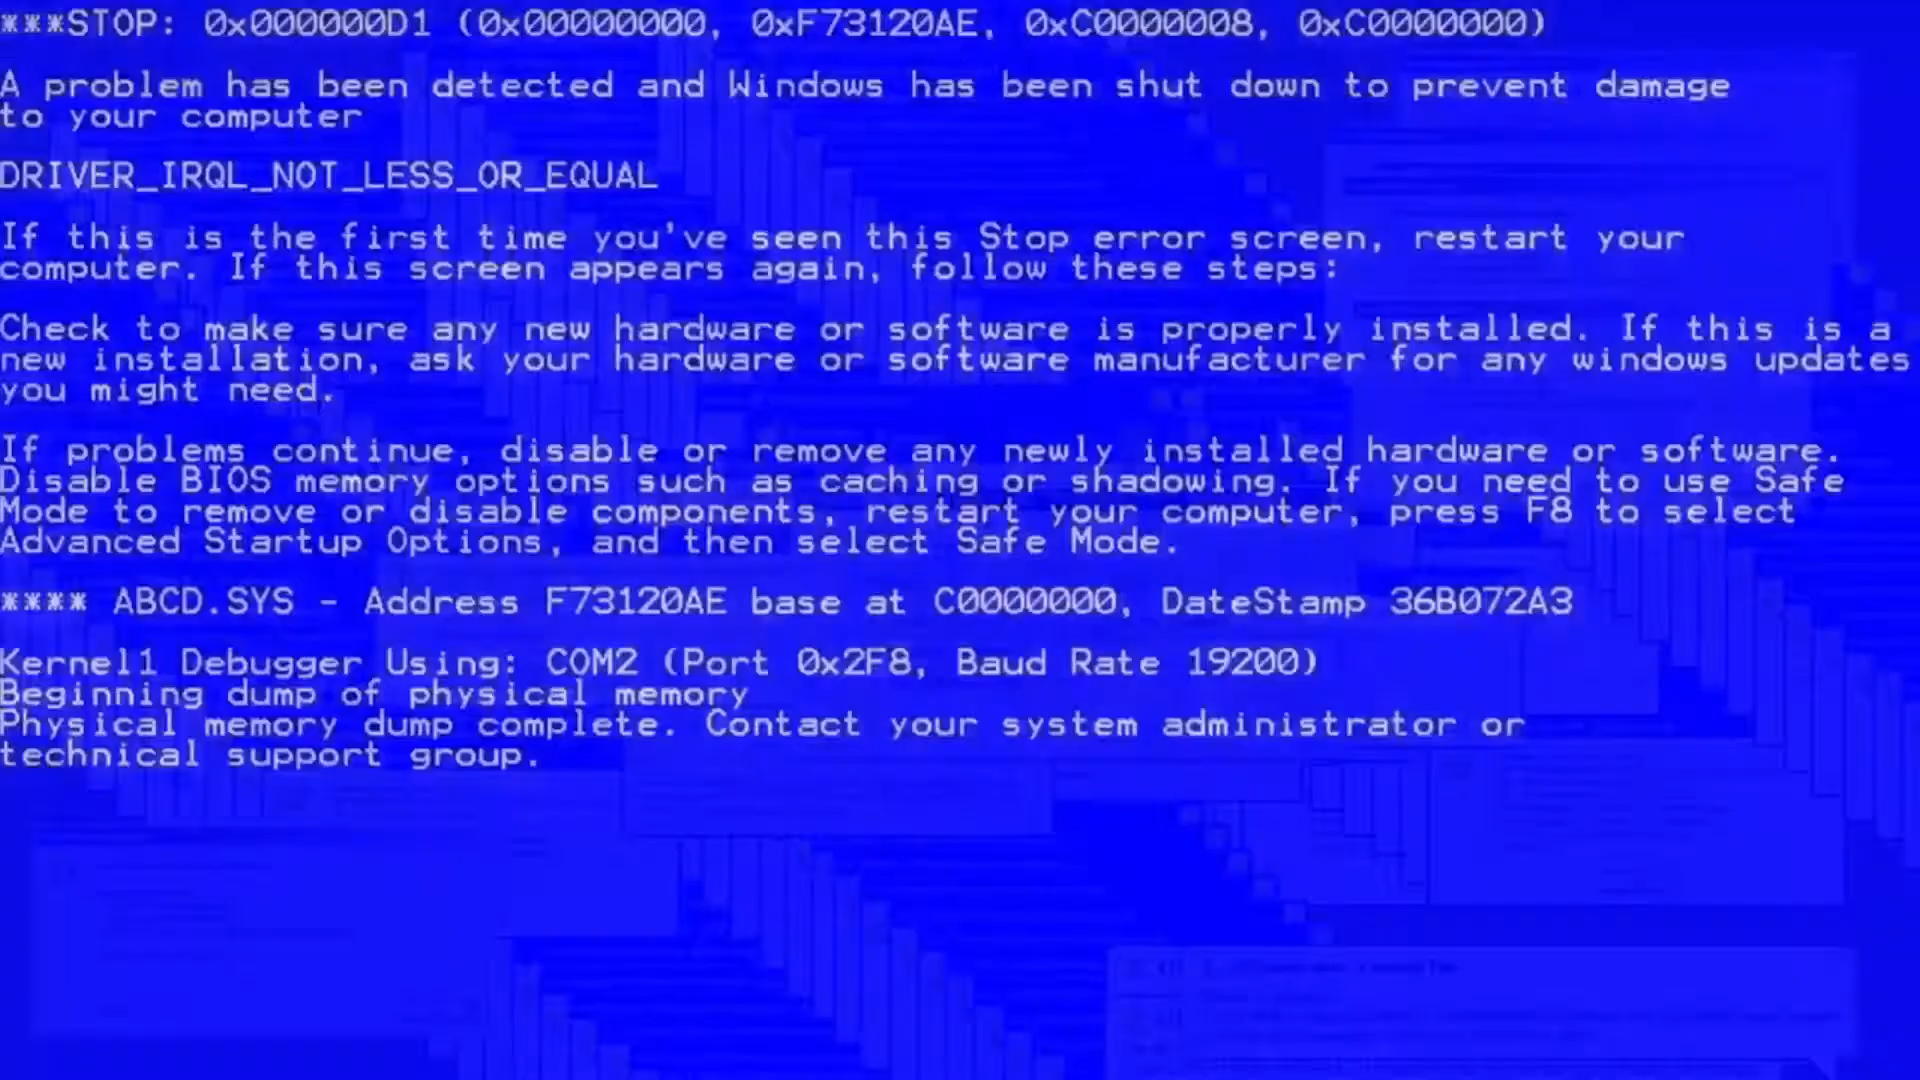 ***STOP: 0x000000D1 (0x00000000, 0xF73120AE, 0xC0000008, 0xC0000000)
A problem has been detected and Windows has been shut down to prevent damage
to your computer
DRIVER_IRQL_NOT_LESS_OR_EQUAL
If this is the first time you've seen this Stop error screen, restart your
computer. If this screen appears again, follow these steps:
Check to make sure any new hardware or software is properly installed. If this is a
new installation, ask your hardware or software manufacturer for any windows updates
you might need.
If problems continue, disable or remove any newly installed hardware or software.
Disable BIOS memory options such as caching or shadowing. If you need to use Safe
Mode to remove or disable components, restart your computer, press F8 to select
Advanced Startup Options, and then select Safe Mode.
**** ABCD.SYS - Address F73120AE base at C0000000, DateStamp 36B072A3
Kernel1 Debugger Using: COM2 (Port 0x2F8, Baud Rate 19200)
Beginning dump of physical memory
Physical memory dump complete. Contact your system administrator or
technical support group.